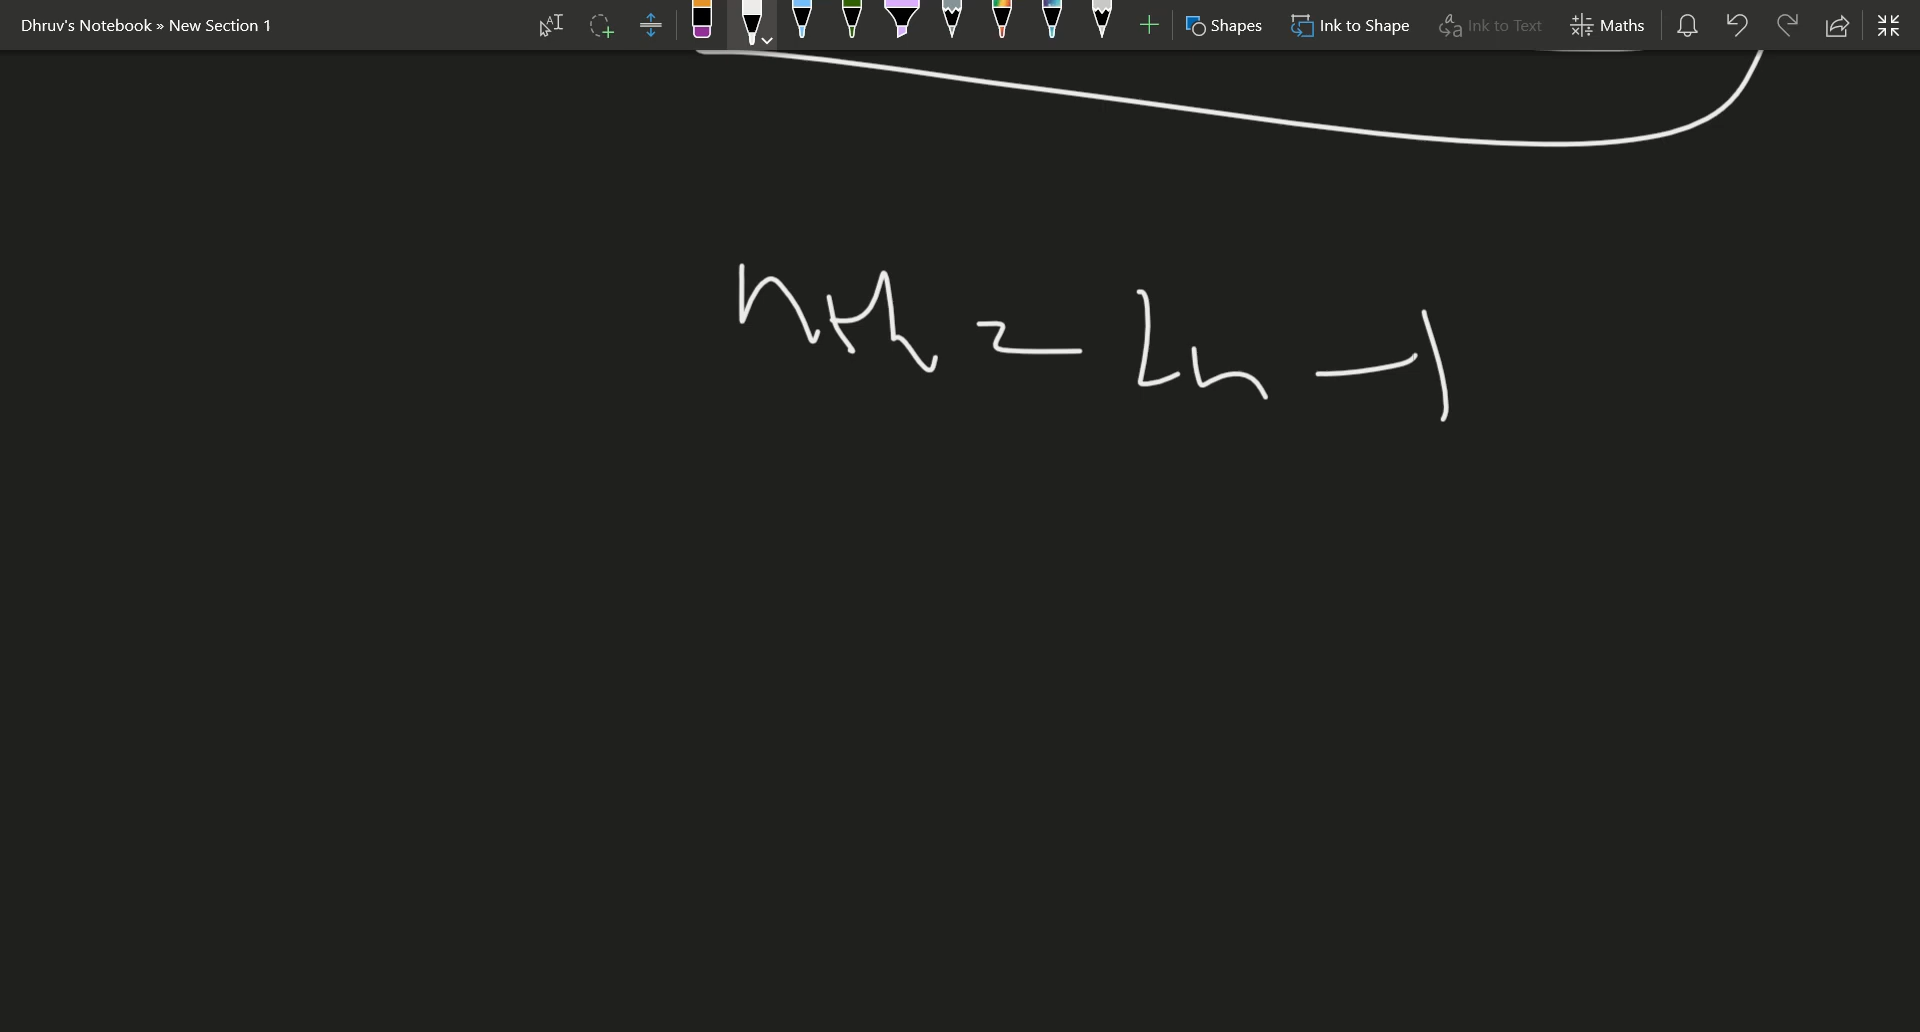 Dhruv's Notebook » New Section 1
Shapes
Ink to Shape
Ink to Text
Maths
nth = 2n - 1